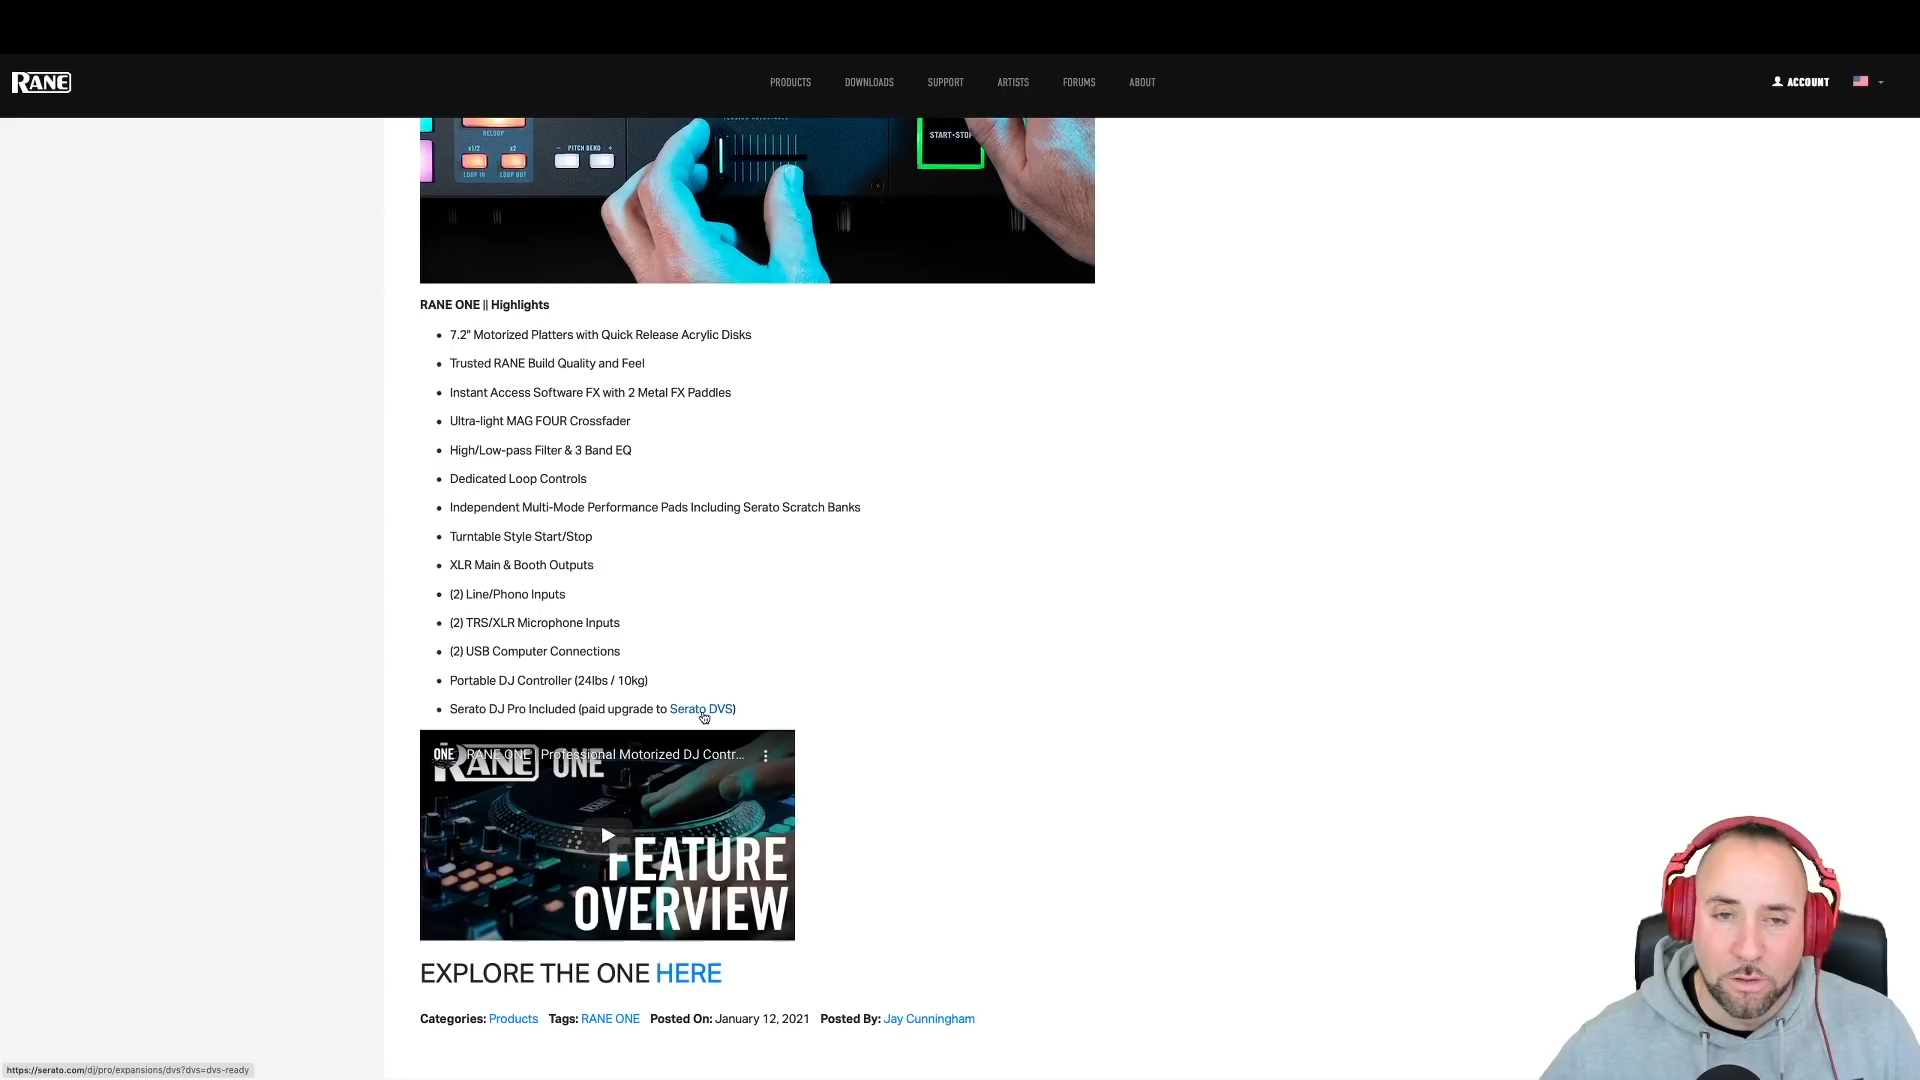 RANE
PRODUCTS
DOWNLOADS
SUPPORT
ARTISTS
FORUMS
ABOUT
ACCOUNT
RELOOP
x1/2
x2
LOOP IN
LOOP OUT
- PITCH BEND +
START•STOP
RANE ONE || Highlights
7.2" Motorized Platters with Quick Release Acrylic Disks
Trusted RANE Build Quality and Feel
Instant Access Software FX with 2 Metal FX Paddles
Ultra-light MAG FOUR Crossfader
High/Low-pass Filter & 3 Band EQ
Dedicated Loop Controls
Independent Multi-Mode Performance Pads Including Serato Scratch Banks
Turntable Style Start/Stop
XLR Main & Booth Outputs
(2) Line/Phono Inputs
(2) TRS/XLR Microphone Inputs
(2) USB Computer Connections
Portable DJ Controller (24lbs / 10kg)
Serato DJ Pro Included (paid upgrade to Serato DVS)
ONE
RANE ONE | Professional Motorized DJ Contr...
RANE ONE
RANE
FEATURE
OVERVIEW
EXPLORE THE ONE HERE
Categories: Products Tags: RANE ONE Posted On: January 12, 2021 Posted By: Jay Cunningham
https://serato.com/dj/pro/expansions/dvs?dvs=dvs-ready